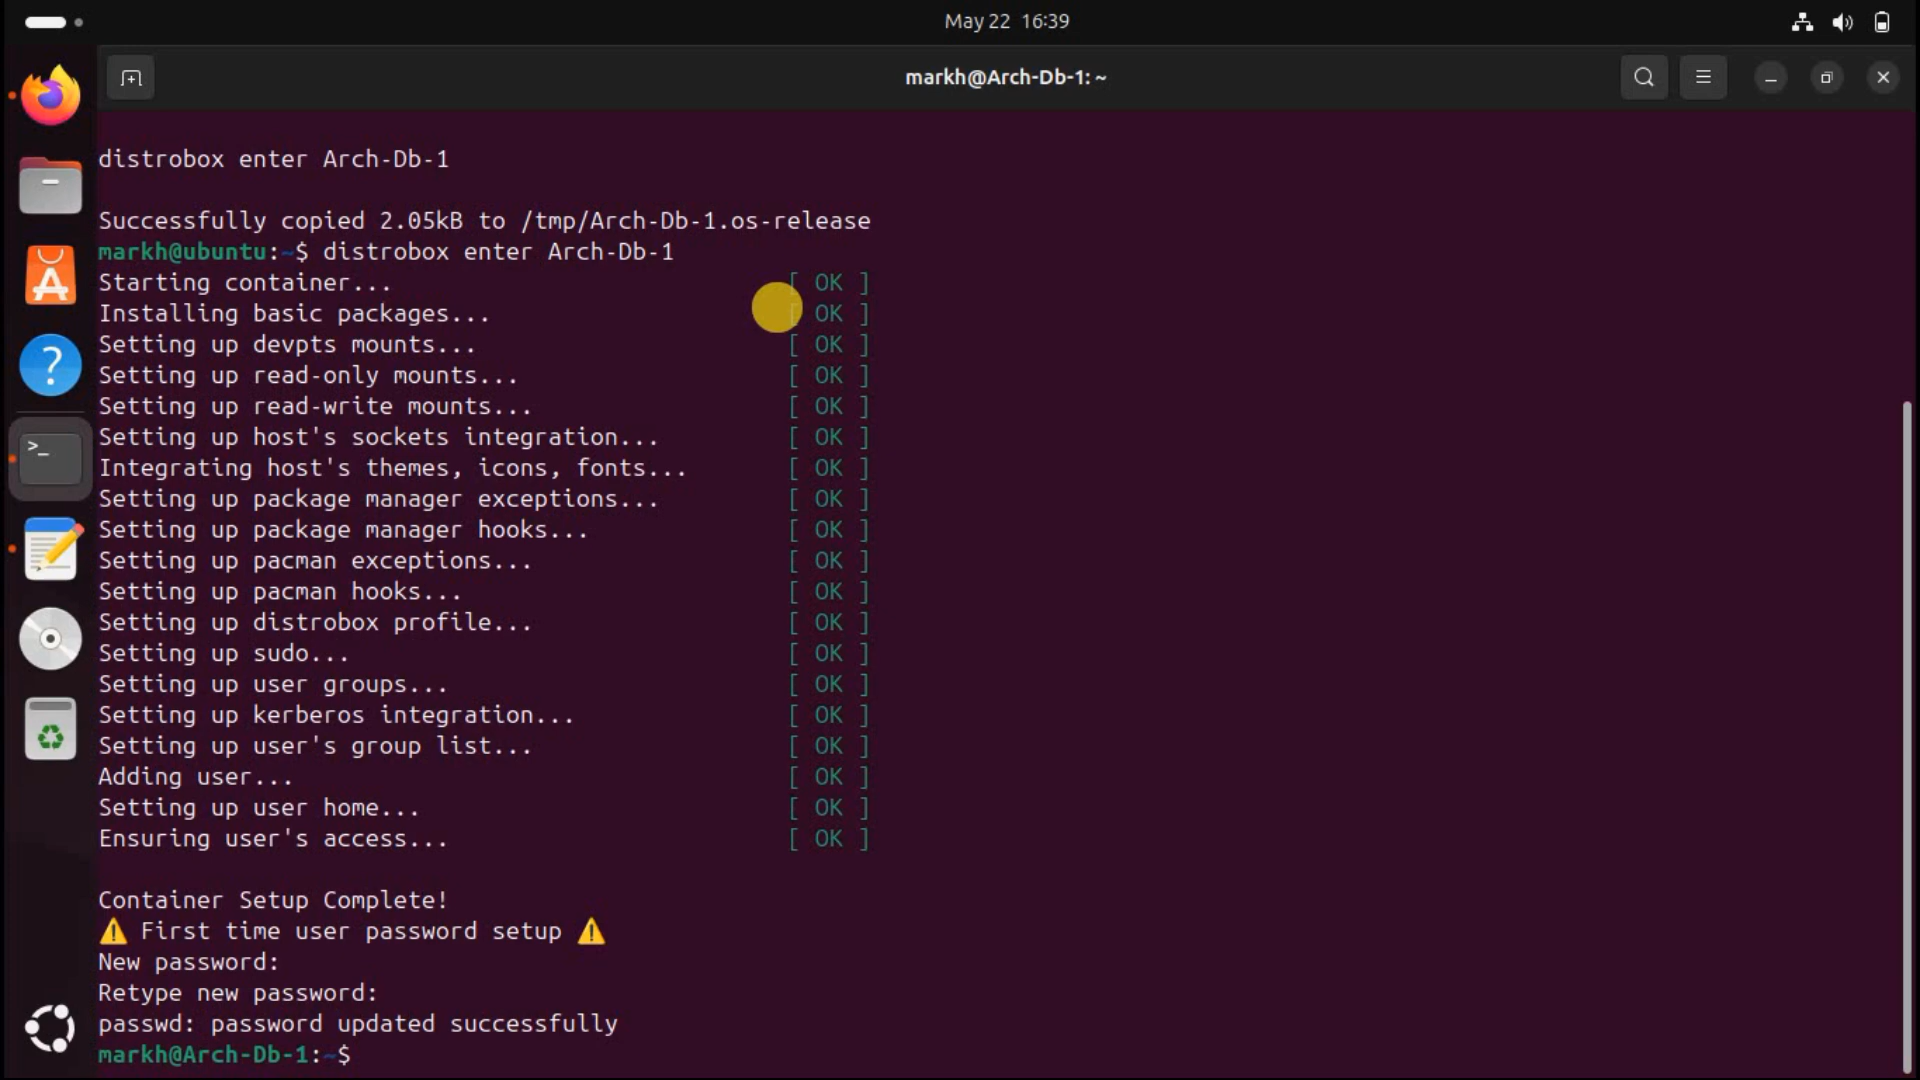 May 22 16:39
markh@Arch-Db-1: ~
distrobox enter Arch-Db-1
Successfully copied 2.05kB to /tmp/Arch-Db-1.os-release
markh@ubuntu:~$ distrobox enter Arch-Db-1
Starting container... [ OK ]
Installing basic packages... [ OK ]
Setting up devpts mounts... [ OK ]
Setting up read-only mounts... [ OK ]
Setting up read-write mounts... [ OK ]
Setting up host's sockets integration... [ OK ]
Integrating host's themes, icons, fonts... [ OK ]
Setting up package manager exceptions... [ OK ]
Setting up package manager hooks... [ OK ]
Setting up pacman exceptions... [ OK ]
Setting up pacman hooks... [ OK ]
Setting up distrobox profile... [ OK ]
Setting up sudo... [ OK ]
Setting up user groups... [ OK ]
Setting up kerberos integration... [ OK ]
Setting up user's group list... [ OK ]
Adding user... [ OK ]
Setting up user home... [ OK ]
Ensuring user's access... [ OK ]
Container Setup Complete!
⚠️ First time user password setup ⚠️
New password:
Retype new password:
passwd: password updated successfully
markh@Arch-Db-1:~$